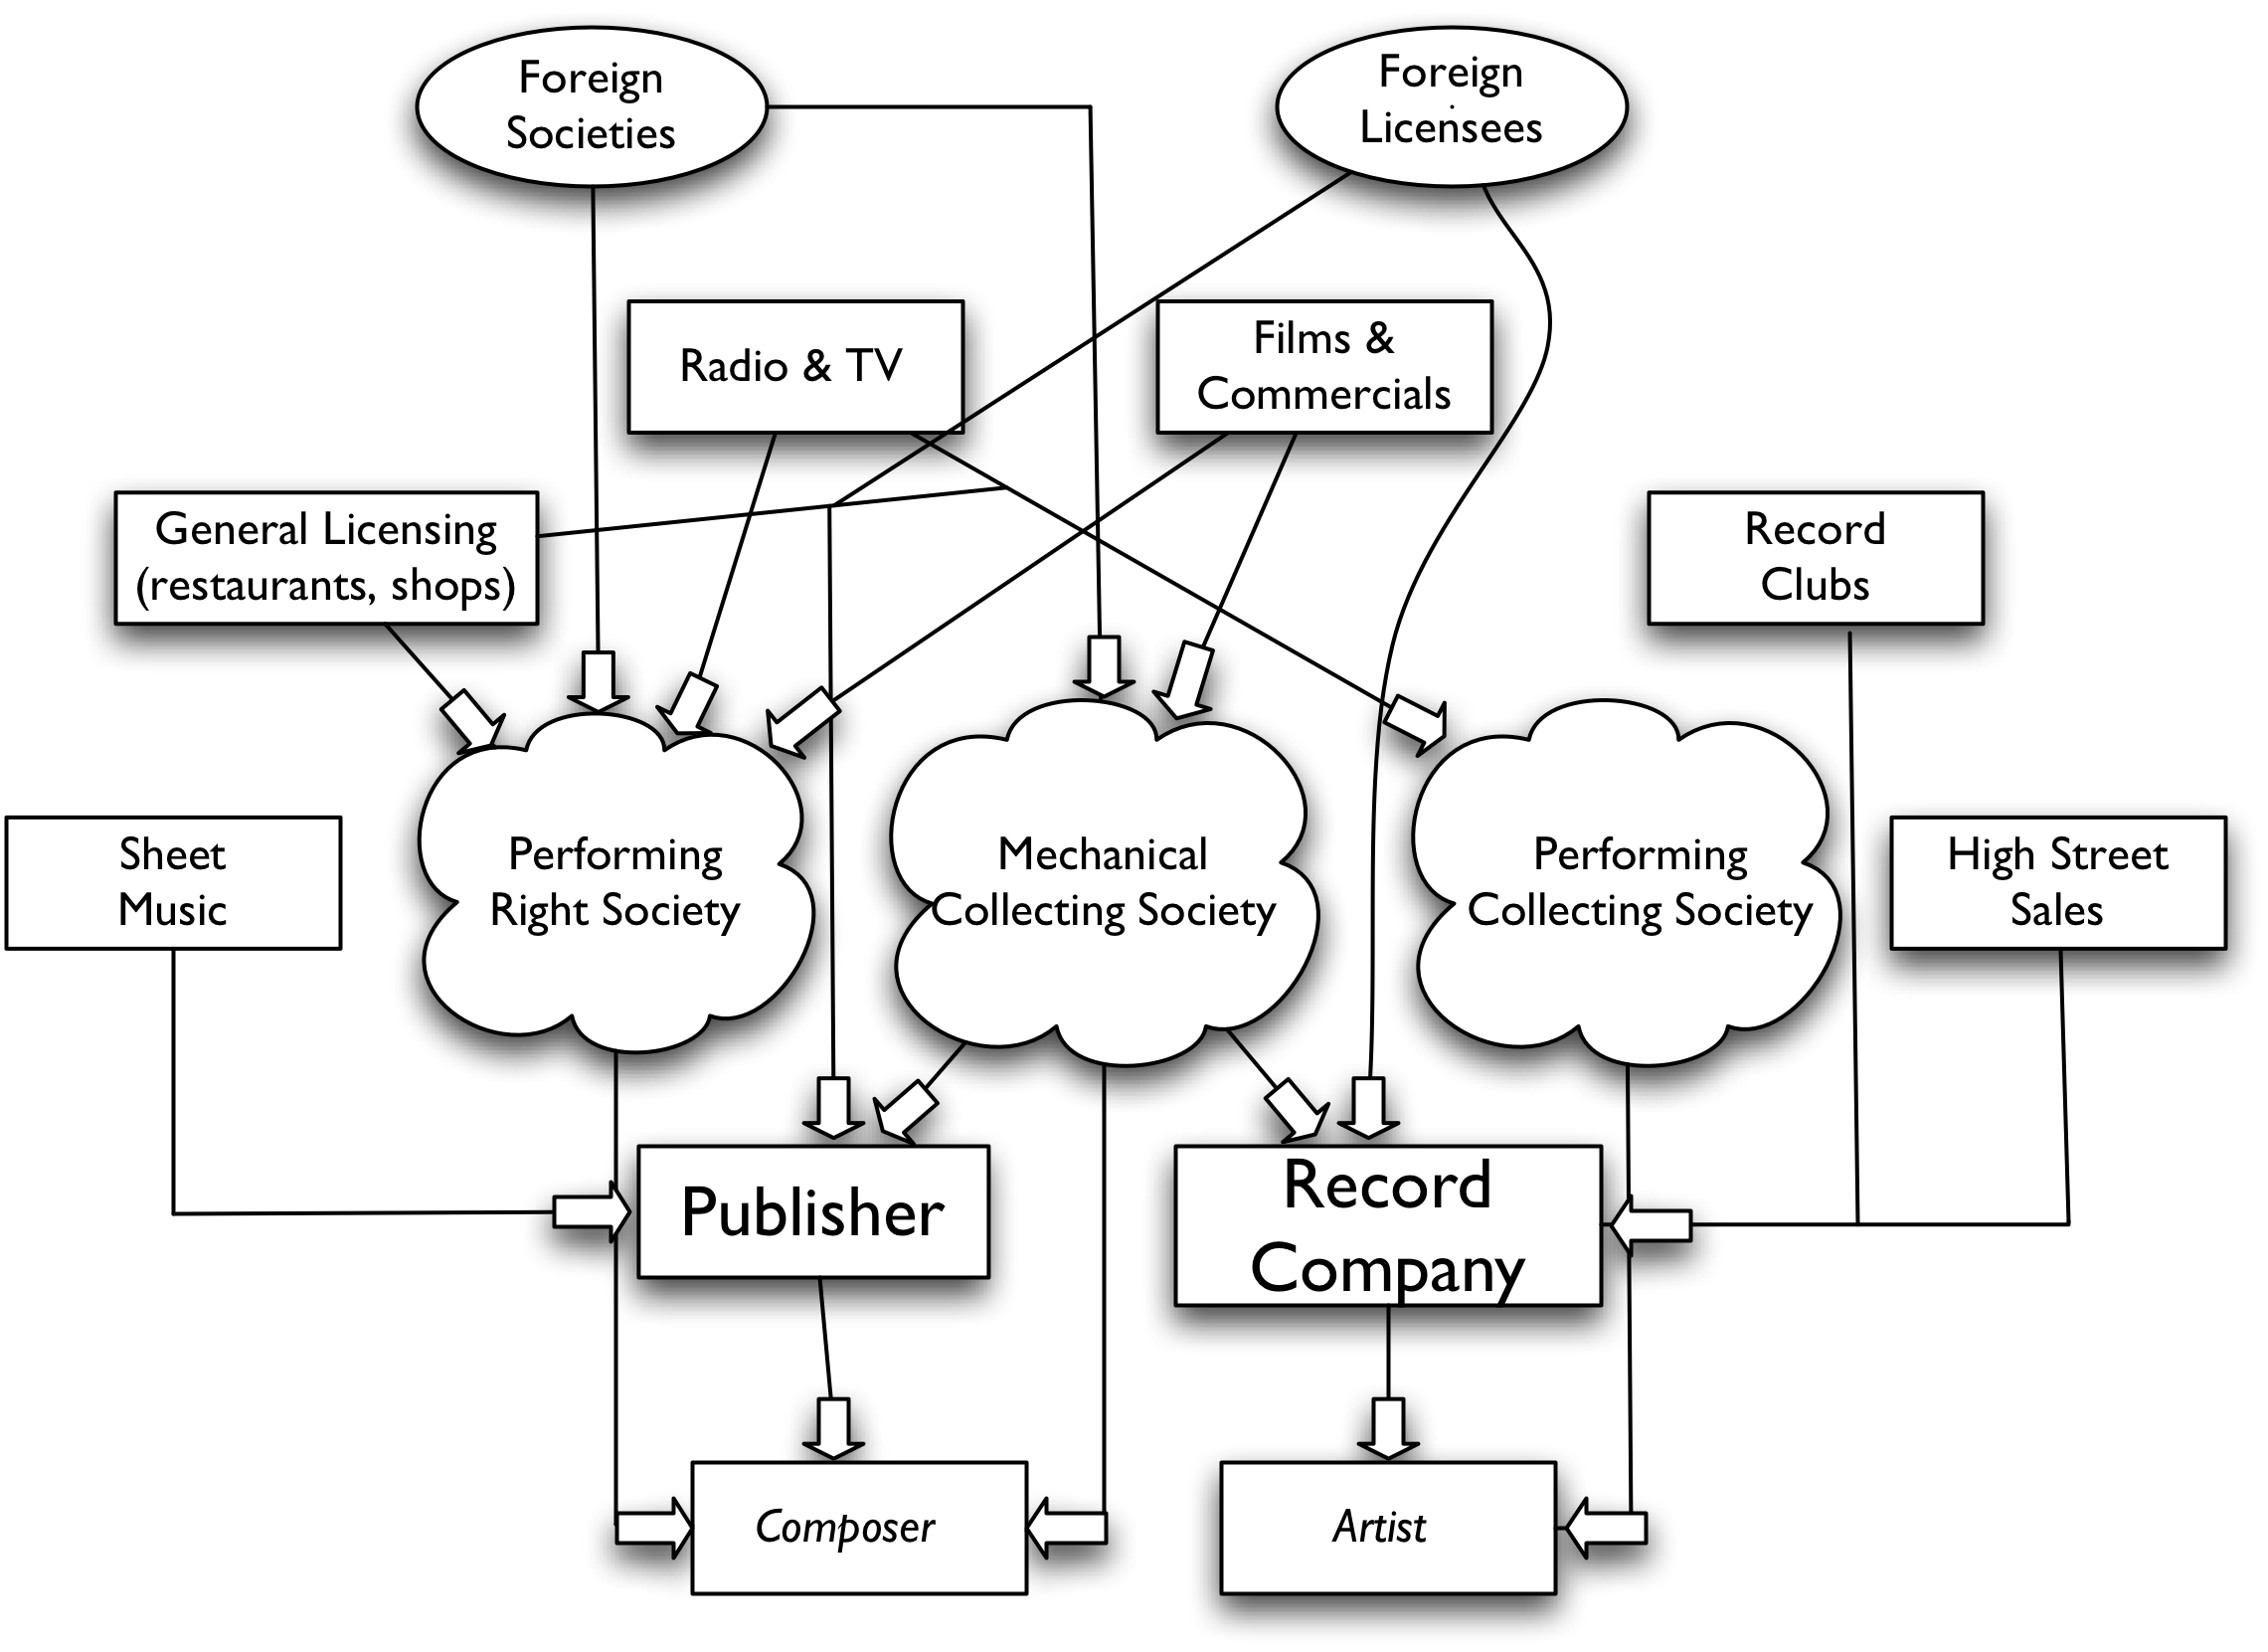 Foreign
Societies
Foreign
Licensees
Radio & TV
Films &
Commercials
General Licensing
(restaurants, shops)
Record
Clubs
Sheet
Music
Performing
Right Society
Mechanical
Collecting Society
Performing
Collecting Society
High Street
Sales
Publisher
Record
Company
Composer
Artist